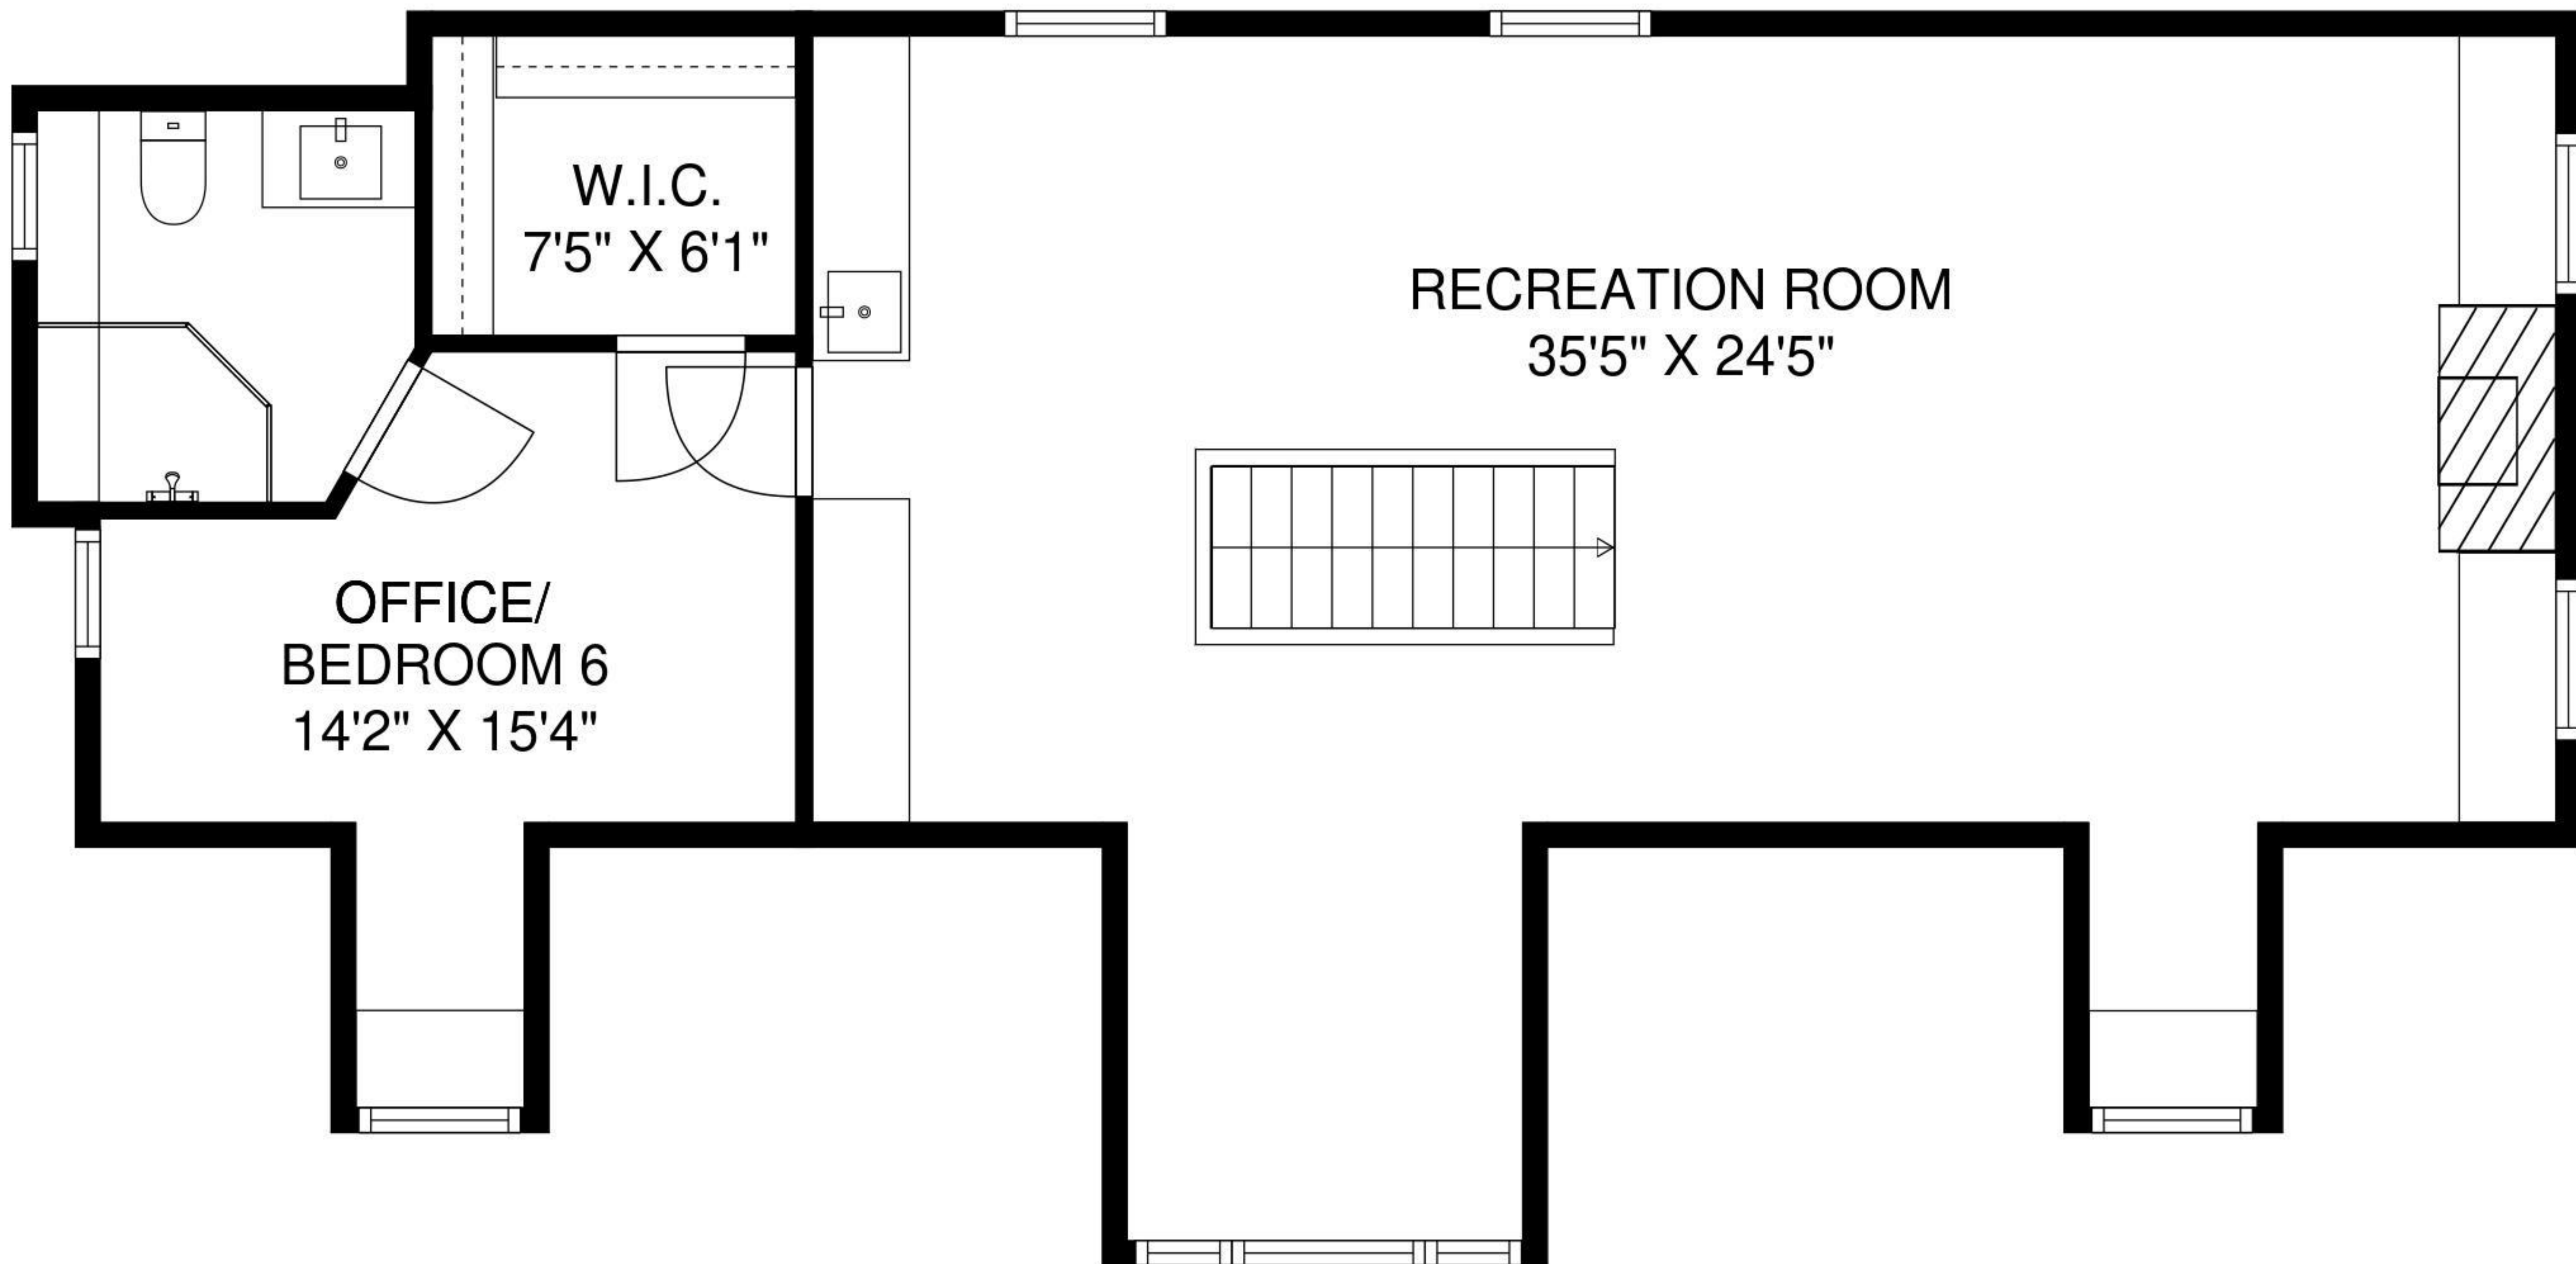 W.I.C.
7'5" X 6'1"
RECREATION ROOM
35'5" X 24'5"
OFFICE/
BEDROOM 6
14'2" X 15'4"